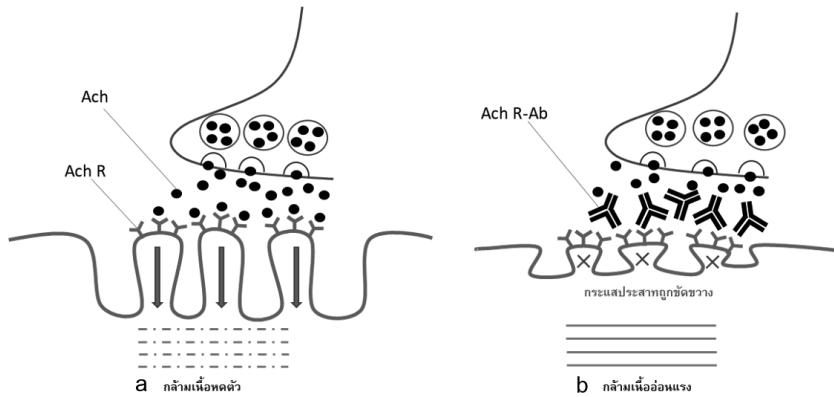 Ach
Ach R
a กล้ามเนื้อหดตัว
Ach R-Ab
กระแสประสาทถูกขัดขวาง
b กล้ามเนื้ออ่อนแรง